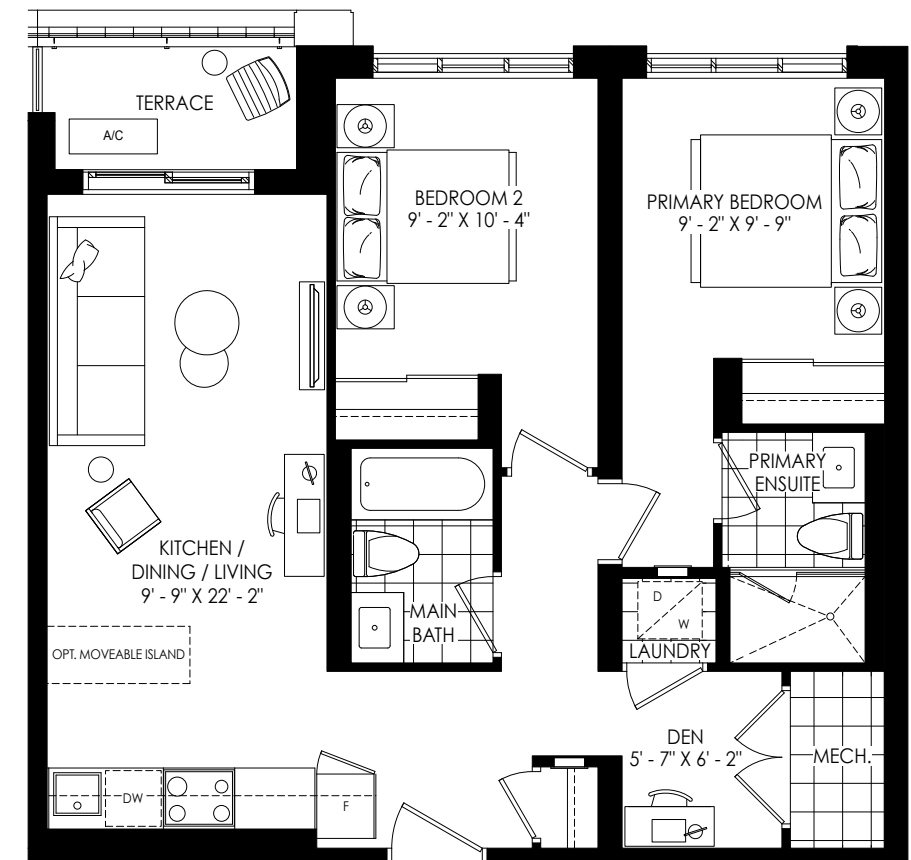 TERRACE
A/C
BEDROOM 2
9' - 2" X 10' - 4"
PRIMARY BEDROOM
9' - 2" X 9' - 9"
PRIMARY
ENSUITE
KITCHEN /
DINING / LIVING
9' - 9" X 22' - 2"
MAIN
BATH
D
W
LAUNDRY
OPT. MOVEABLE ISLAND
DEN
5' - 7" X 6' - 2"
MECH.
DW
F